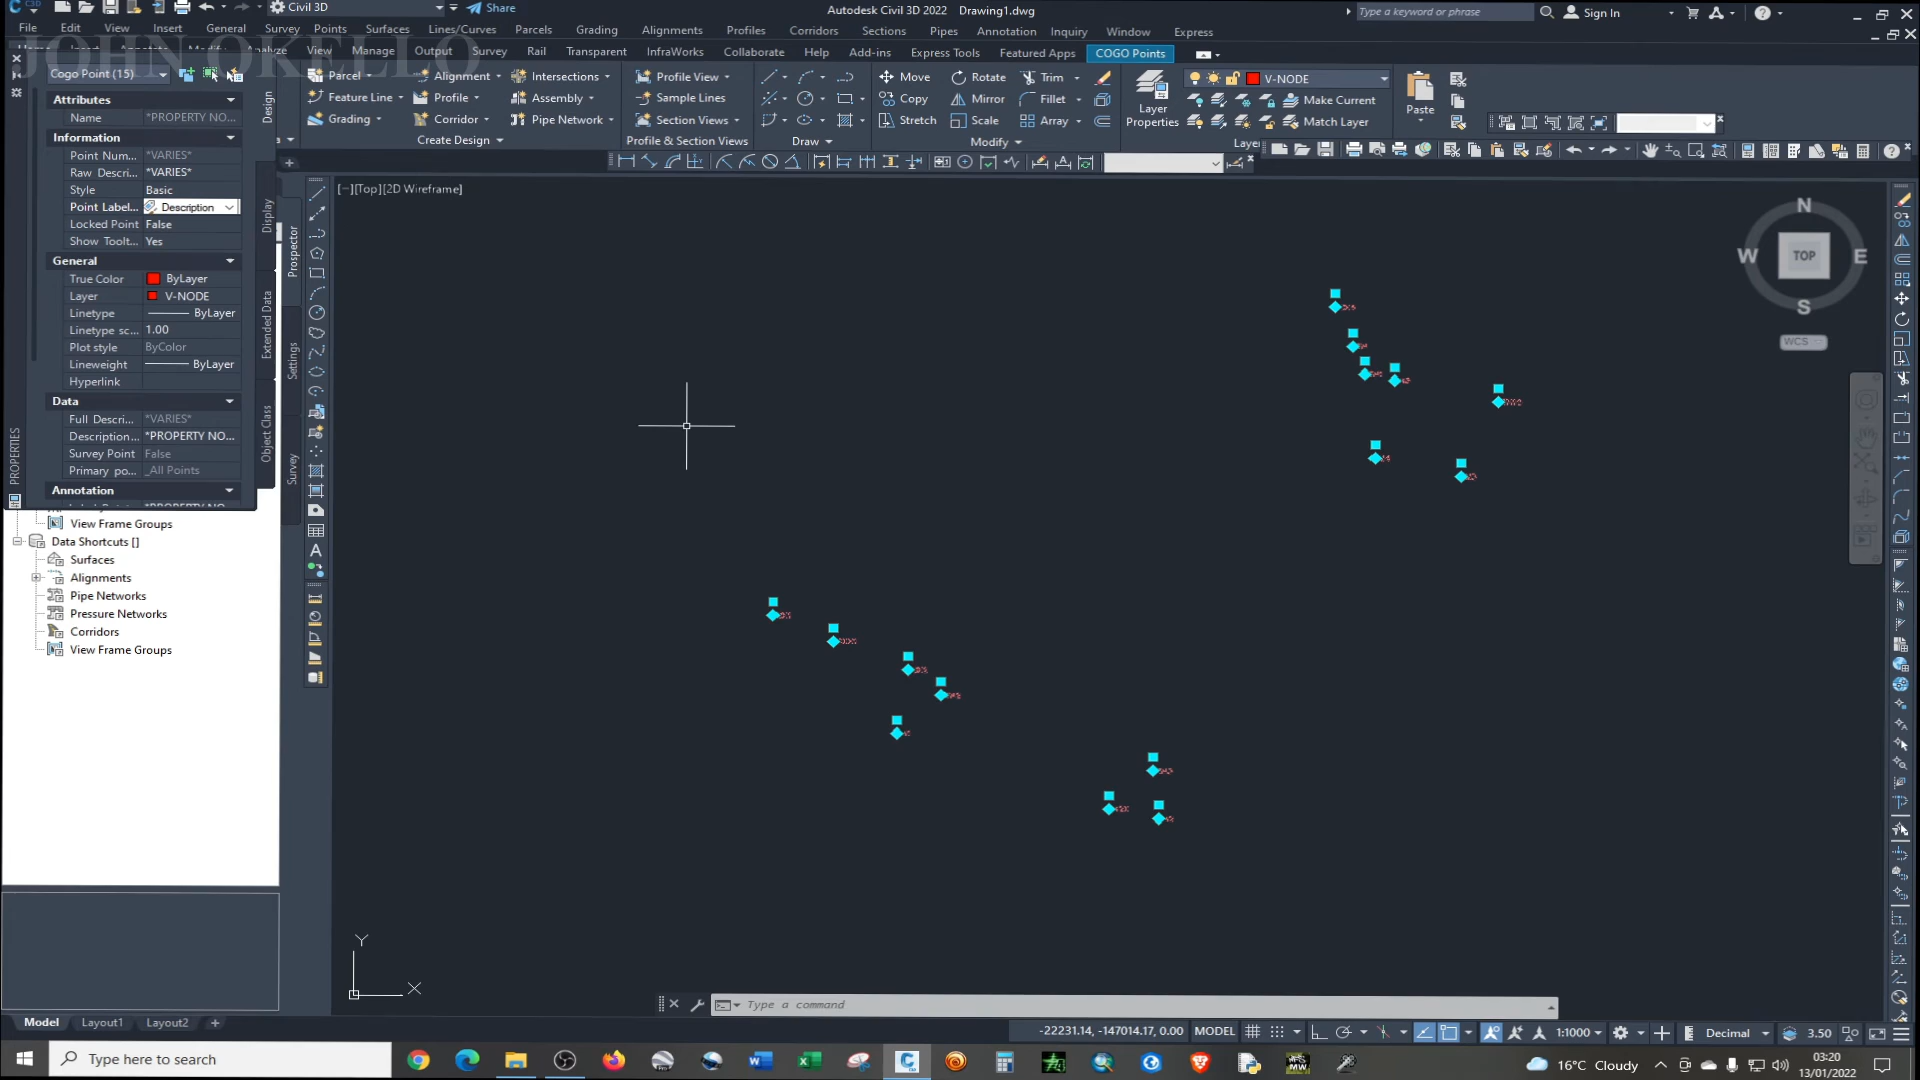 Civil 3D
Share
Autodesk Civil 3D 2022 Drawing1.dwg
Type a keyword or phrase
Sign In
File Edit View Insert General Survey Points Surfaces Lines/Curves Parcels Grading Alignments Profiles Corridors Sections Pipes Annotation Inquiry Window Express
View Manage Output Survey Rail Transparent InfraWorks Collaborate Help Add-ins Express Tools Featured Apps COGO Points
JOHN OKELLO
Cogo Point (15)
Parcel Alignment Intersections Profile View Move Rotate Trim V-NODE
Feature Line Profile Assembly Sample Lines Copy Mirror Fillet Make Current
Grading Corridor Pipe Network Section Views Stretch Scale Array Match Layer
Layer Properties
Paste
Create Design Profile & Section Views Draw Modify Layer
Design
Display
Extended Data
Object Class
Prospector
Settings
Survey
PROPERTIES
Attributes
Name *PROPERTY NO...
Information
Point Num... *VARIES*
Raw Descri... *VARIES*
Style Basic
Point Label... Description
Locked Point False
Show Toolt... Yes
General
True Color ByLayer
Layer V-NODE
Linetype ByLayer
Linetype sc... 1.00
Plot style ByColor
Lineweight ByLayer
Hyperlink
Data
Full Descri... *VARIES*
Description... *PROPERTY NO...
Survey Point False
Primary po... _All Points
Annotation
View Frame Groups
Data Shortcuts []
Surfaces
Alignments
Pipe Networks
Pressure Networks
Corridors
View Frame Groups
[−][Top][2D Wireframe]
N
W TOP E
S
WCS
Y
X
Type a command
Model Layout1 Layout2 +
-22231.14, -147014.17, 0.00 MODEL 1:1000 Decimal 3.50
Type here to search
16°C Cloudy
03:20
13/01/2022